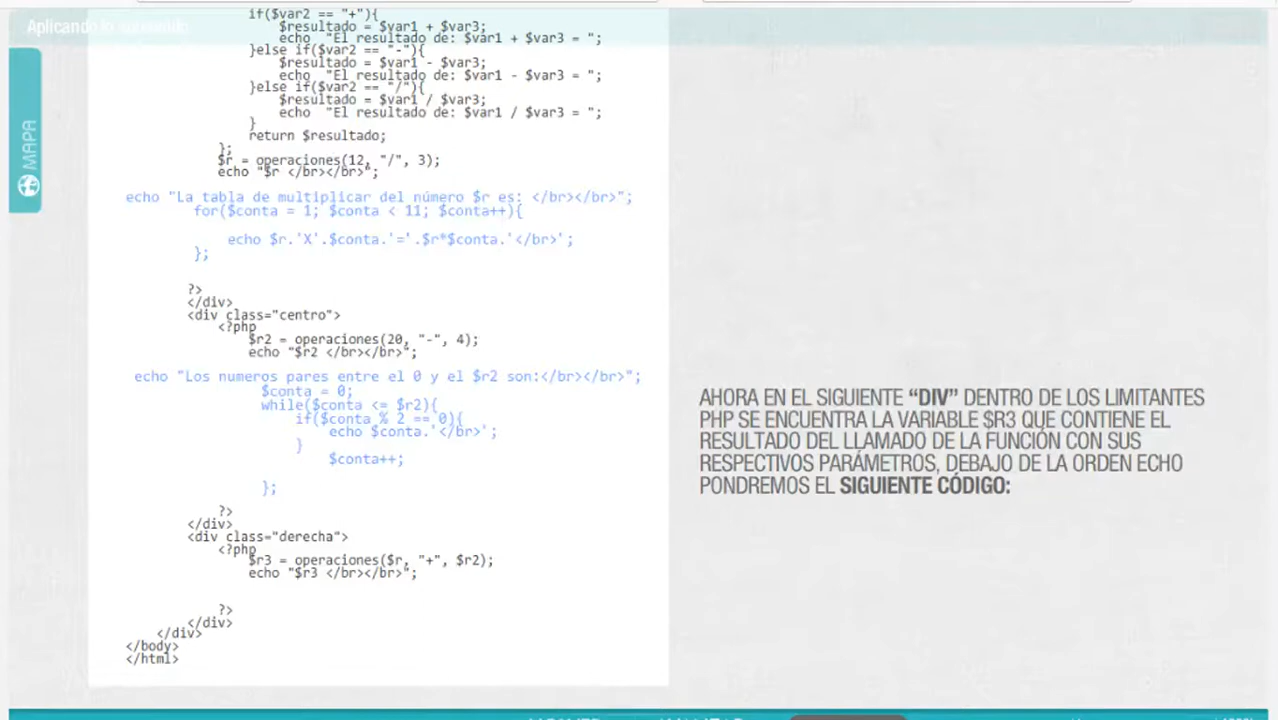 Aplicando lo
if($var2 == "+"){
$resultado = $var1 + $var3;
echo "El resultado de: $var1 + $var3 = ";
}else if($var2 == "-"){
$resultado = $var1 - $var3;
echo "El resultado de: $var1 - $var3 = ";
}else if($var2 == "/"){
$resultado = $var1 / $var3;
echo "El resultado de: $var1 / $var3 = ";
}
return $resultado;
};
$r = operaciones(12, "/", 3);
echo "$r </br></br>";
MAPA
echo "La tabla de multiplicar del número $r es: </br></br>";
for($conta = 1; $conta < 11; $conta++){
echo $r.'X'.$conta.'='.$r*$conta.'</br>';
};
?>
</div>
<div class="centro">
<?php
$r2 = operaciones(20, "-", 4);
echo "$r2 </br></br>";
echo "Los numeros pares entre el 0 y el $r2 son:</br></br>";
$conta = 0;
while($conta <= $r2){
if($conta % 2 == 0){
echo $conta.'</br>';
}
$conta++;
};
?>
</div>
<div class="derecha">
<?php
$r3 = operaciones($r, "+", $r2);
echo "$r3 </br></br>";
?>
</div>
</div>
</body>
</html>
AHORA EN EL SIGUIENTE “DIV” DENTRO DE LOS LIMITANTES
PHP SE ENCUENTRA LA VARIABLE $R3 QUE CONTIENE EL
RESULTADO DEL LLAMADO DE LA FUNCIÓN CON SUS
RESPECTIVOS PARÁMETROS, DEBAJO DE LA ORDEN ECHO
PONDREMOS EL SIGUIENTE CÓDIGO: